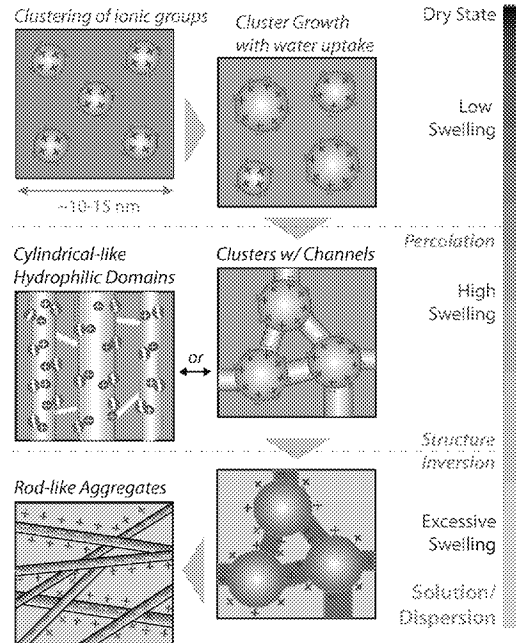 Clustering of ionic groups
Cluster Growth
with water uptake
Dry State
Low
Swelling
~10-15 nm
Percolation
Cylindrical-like
Hydrophilic Domains
Clusters w/ Channels
High
Swelling
or
Structure
Inversion
Rod-like Aggregates
Excessive
Swelling
Solution/
Dispersion